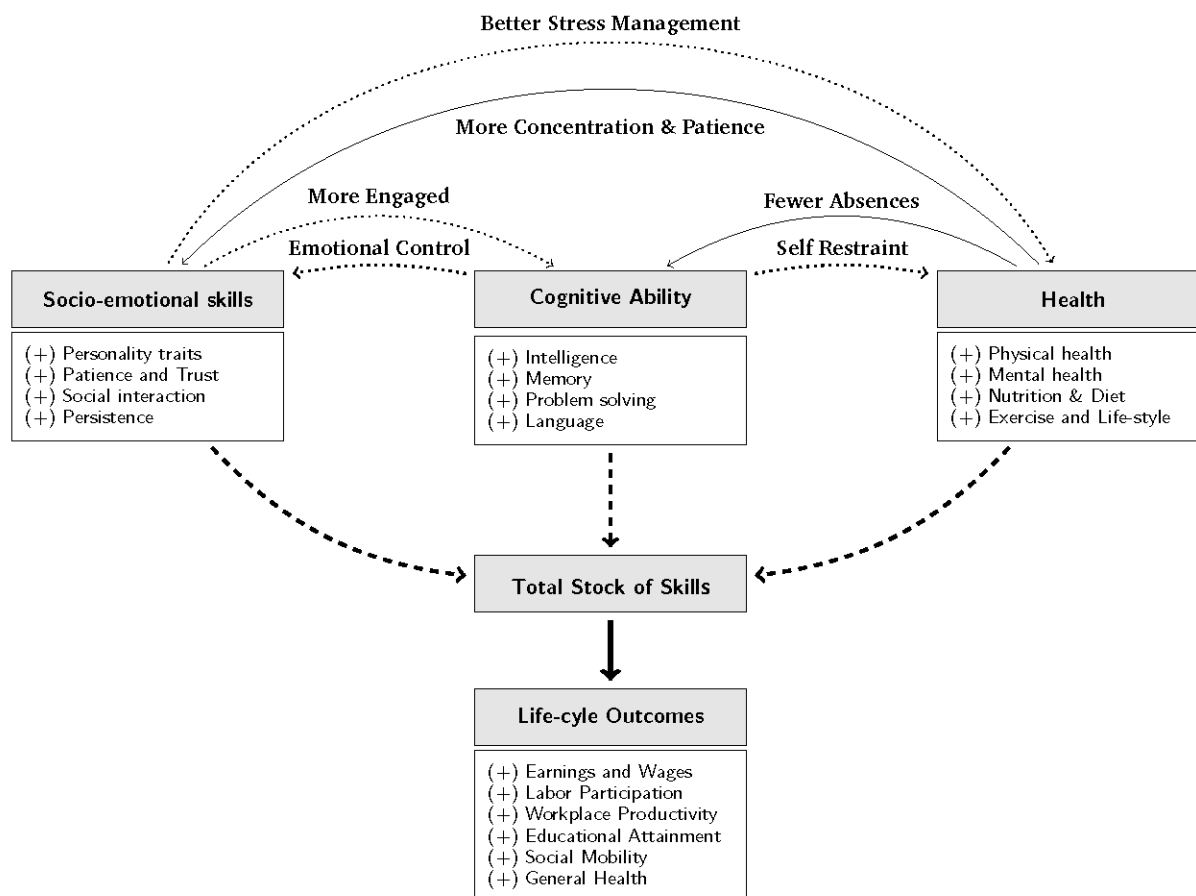 Better Stress Management
More Concentration & Patience
More Engaged
Fewer Absences
Emotional Control
Self Restraint
Socio-emotional skills
(+) Personality traits
(+) Patience and Trust
(+) Social interaction
(+) Persistence
Cognitive Ability
(+) Intelligence
(+) Memory
(+) Problem solving
(+) Language
Health
(+) Physical health
(+) Mental health
(+) Nutrition & Diet
(+) Exercise and Life-style
Total Stock of Skills
Life-cyle Outcomes
(+) Earnings and Wages
(+) Labor Participation
(+) Workplace Productivity
(+) Educational Attainment
(+) Social Mobility
(+) General Health